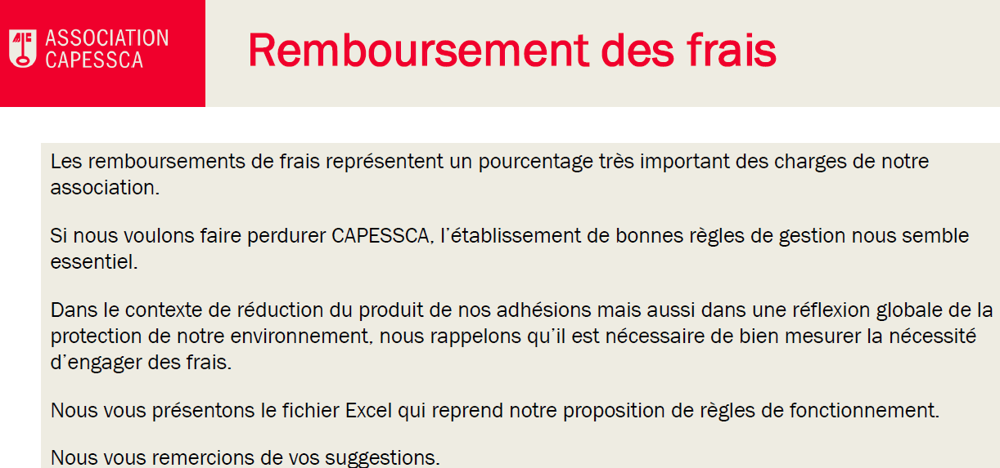 ASSOCIATION
CAPESSCA
Remboursement des frais
Les remboursements de frais représentent un pourcentage très important des charges de notre
association.
Si nous voulons faire perdurer CAPESSCA, l'établissement de bonnes règles de gestion nous semble
essentiel.
Dans le contexte de réduction du produit de nos adhésions mais aussi dans une réflexion globale de la
protection de notre environnement, nous rappelons qu'il est nécessaire de bien mesurer la nécessité
d'engager des frais.
Nous vous présentons le fichier Excel qui reprend notre proposition de règles de fonctionnement.
Nous vous remercions de vos suggestions.